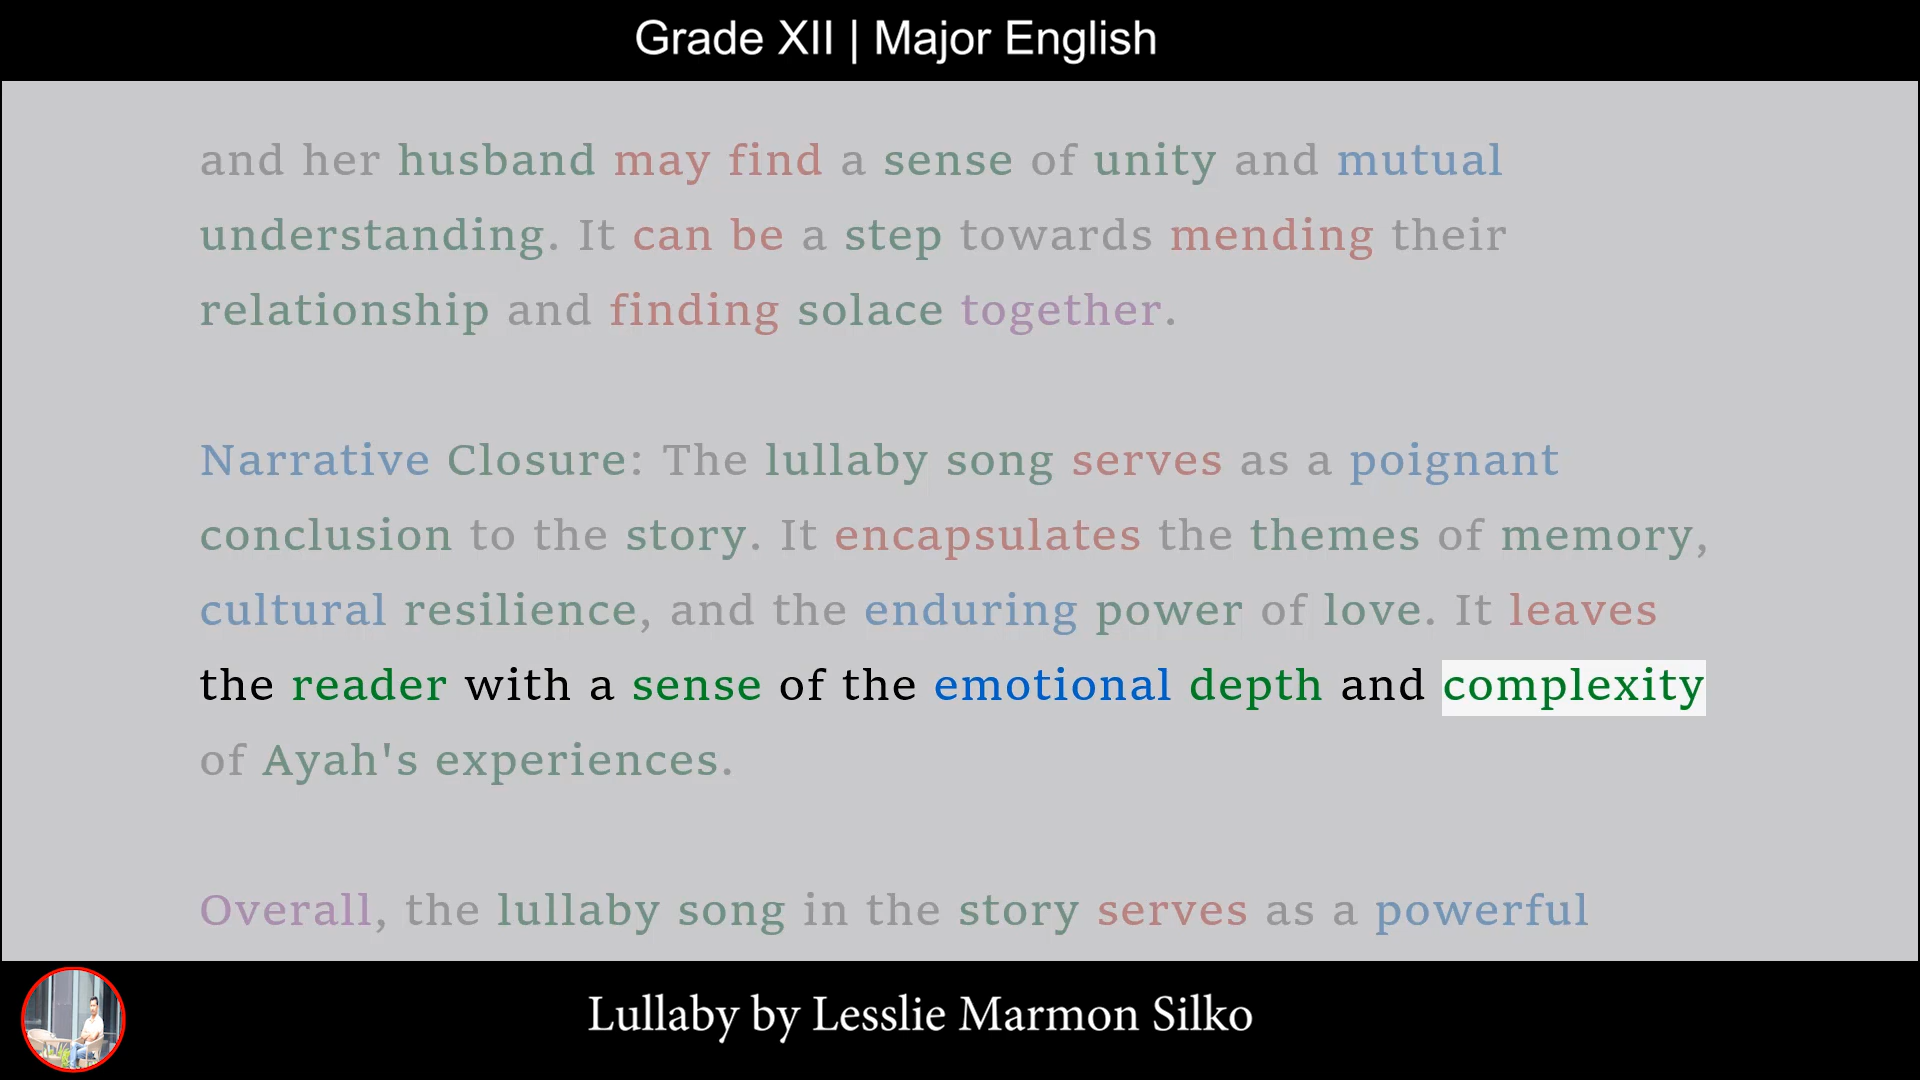 Grade XII | Major English
and her husband may find a sense of unity and mutual
understanding. It can be a step towards mending their
relationship and finding solace together.
Narrative Closure: The lullaby song serves as a poignant
conclusion to the story. It encapsulates the themes of memory,
cultural resilience, and the enduring power of love. It leaves
the reader with a sense of the emotional depth and complexity
of Ayah's experiences.
Overall, the lullaby song in the story serves as a powerful
Lullaby by Lesslie Marmon Silko